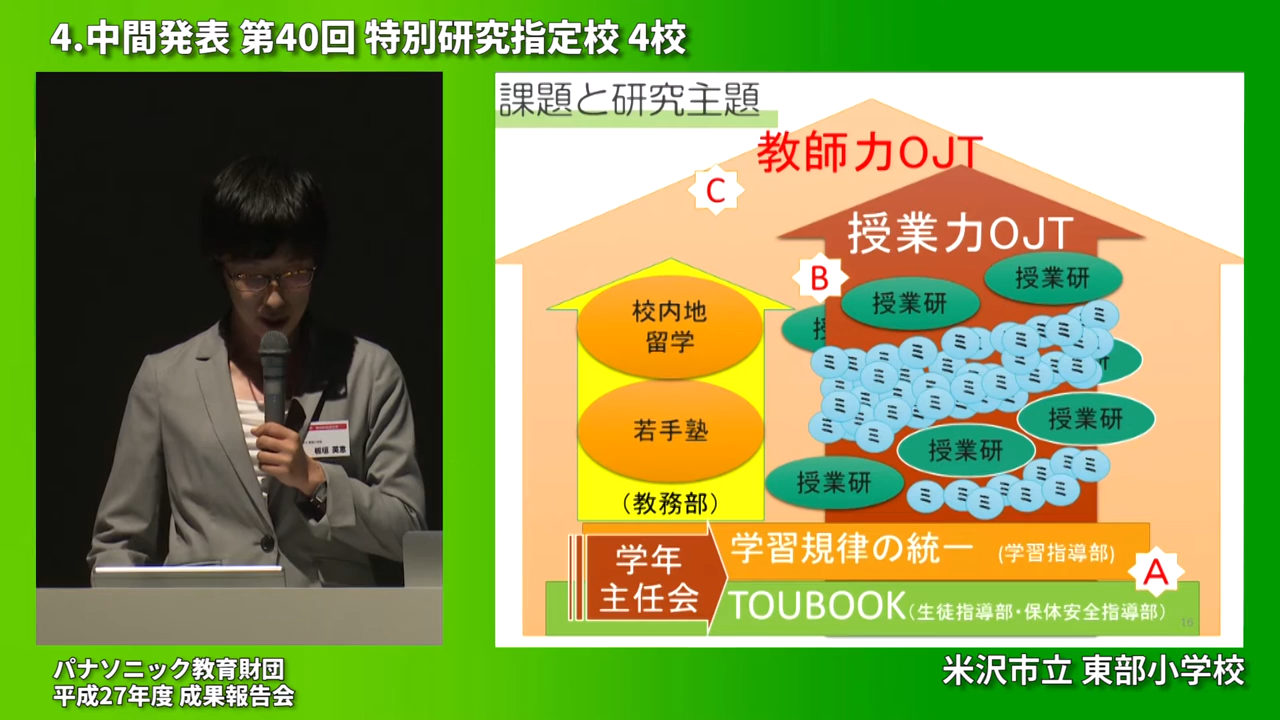 4.中間発表 第40回 特別研究指定校 4校
課題と研究主題
教師力OJT
C
授業力OJT
B
授業研
授業研
校内地
留学
若手塾
(教務部)
授業研
授業研
授業研
ミ
学年
主任会
学習規律の統一 (学習指導部)
A
TOUBOOK(生徒指導部・保体安全指導部)
16
板垣 英恵
パナソニック教育財団
平成27年度 成果報告会
米沢市立 東部小学校